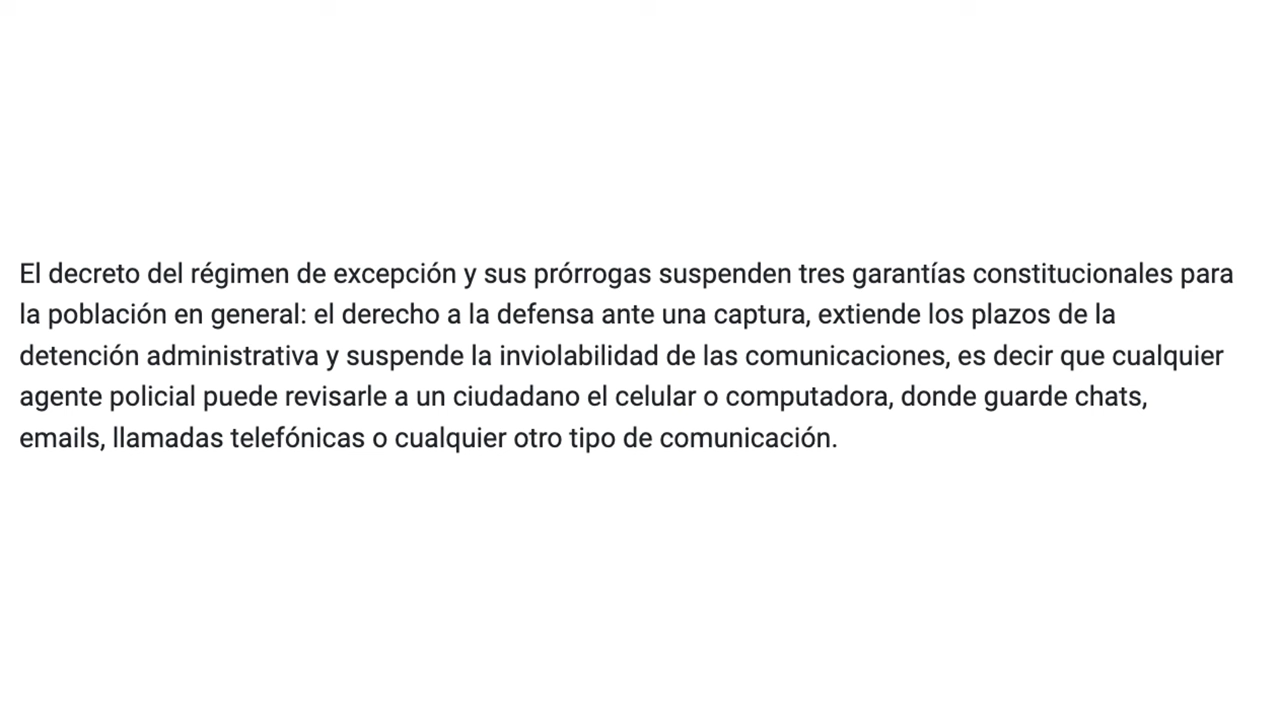 El decreto del régimen de excepción y sus prórrogas suspenden tres garantías constitucionales para
la población en general: el derecho a la defensa ante una captura, extiende los plazos de la
detención administrativa y suspende la inviolabilidad de las comunicaciones, es decir que cualquier
agente policial puede revisarle a un ciudadano el celular o computadora, donde guarde chats,
emails, llamadas telefónicas o cualquier otro tipo de comunicación.